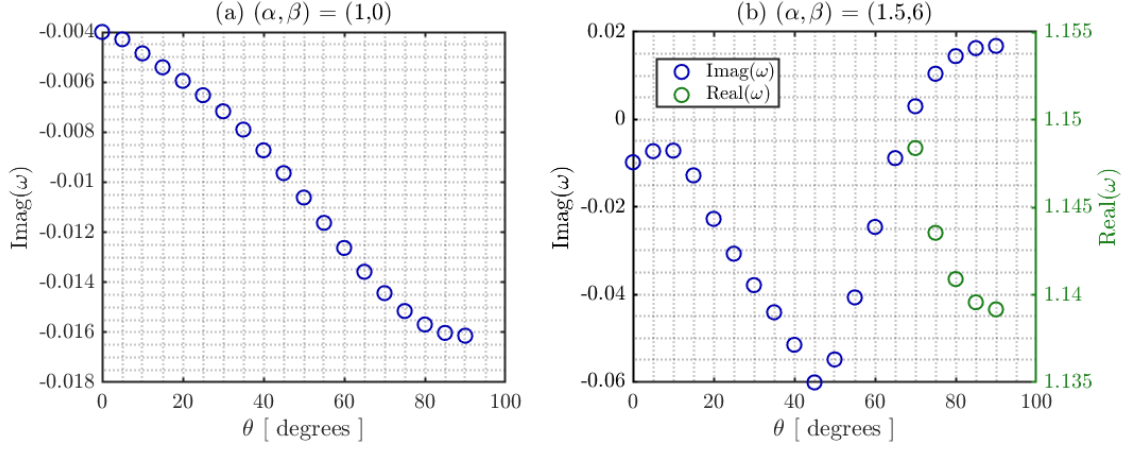 (a) (α, β) = (1,0)
-0.004
-0.006
-0.008
-0.01
-0.012
-0.014
-0.016
-0.018
Imag(ω)
0 20 40 60 80 100
θ [ degrees ]
(b) (α, β) = (1.5,6)
0.02
0
-0.02
-0.04
-0.06
Imag(ω)
Imag(ω)
Real(ω)
1.155
1.15
1.145
1.14
1.135
Real(ω)
0 20 40 60 80 100
θ [ degrees ]